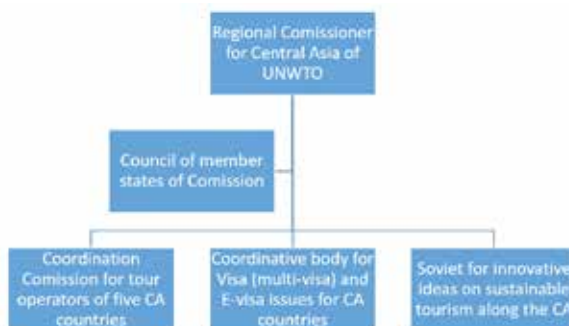 Regional Comissioner
for Central Asia of
UNWTO
Council of member
states of Comission
Coordination
Comission for tour
operators of five CA
countries
Coordinative body for
Visa (multi-visa) and
E-visa issues for CA
countries
Soviet for innovative
ideas on sustainable
tourism along the CA